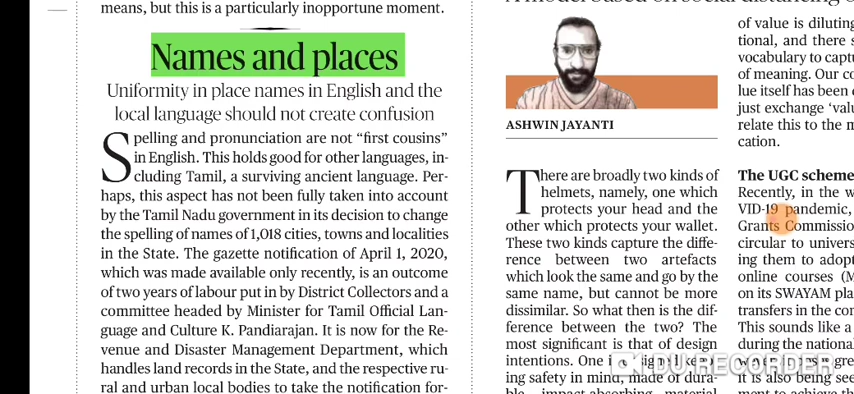 means, but this is a particularly inopportune moment.
Names and places
Uniformity in place names in English and the
local language should not create confusion
Spelling and pronunciation are not “first cousins”
in English. This holds good for other languages, in-
cluding Tamil, a surviving ancient language. Per-
haps, this aspect has not been fully taken into account
by the Tamil Nadu government in its decision to change
the spelling of names of 1,018 cities, towns and localities
in the State. The gazette notification of April 1, 2020,
which was made available only recently, is an outcome
of two years of labour put in by District Collectors and a
committee headed by Minister for Tamil Official Lan-
guage and Culture K. Pandiarajan. It is now for the Re-
venue and Disaster Management Department, which
handles land records in the State, and the respective ru-
ral and urban local bodies to take the notification for-
ASHWIN JAYANTI
There are broadly two kinds of
helmets, namely, one which
protects your head and the
other which protects your wallet.
These two kinds capture the diffe-
rence between two artefacts
which look the same and go by the
same name, but cannot be more
dissimilar. So what then is the dif-
ference between the two? The
most significant is that of design
intentions. One is
ing safety in mind, made of dura-
of value is diluting
tional, and there
vocabulary to
of meaning. Our
lue itself has been
just exchange
relate this to the
cation.
The UGC scheme
Recently, in the
VID-19 pandemic,
Grants
circular to
ing them to
online courses
on its SWAYAM
transfers in the
This sounds like a
during the
it is also being
DU RECORDER